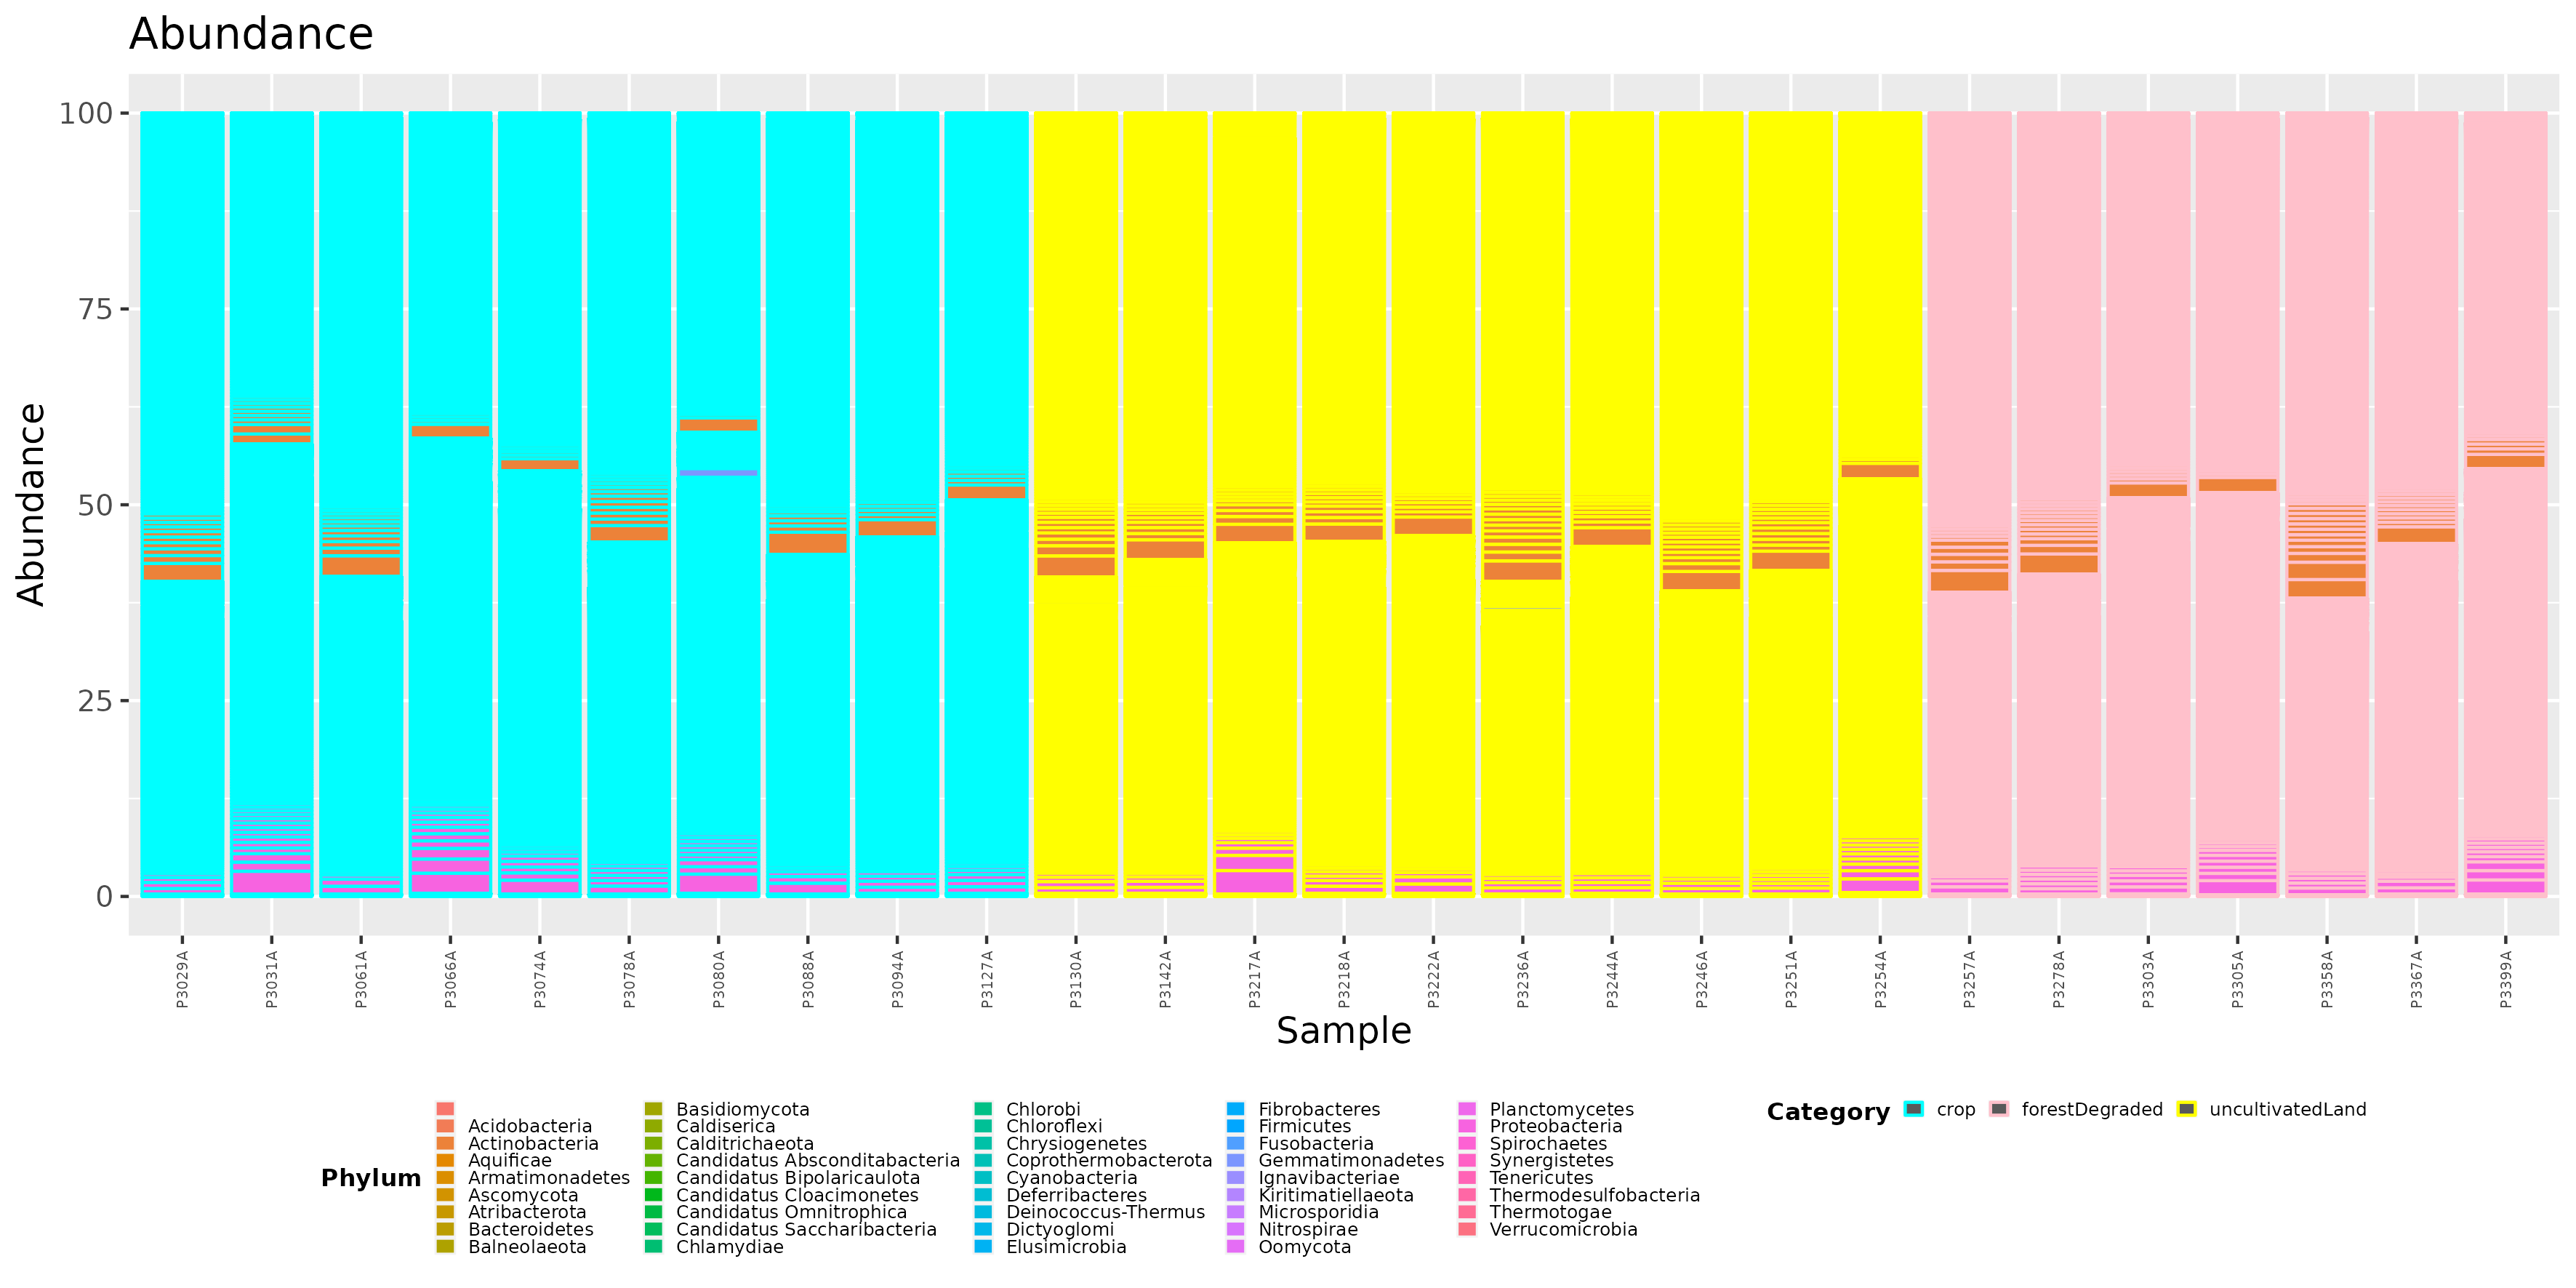 Abundance
100
75
50
25
0
Abundance
P3029A
P3031A
P3061A
P3066A
P3074A
P3078A
P3080A
P3088A
P3094A
P3127A
P3130A
P3142A
P3217A
P3218A
P3222A
P3236A
P3244A
P3246A
P3251A
P3254A
P3257A
P3278A
P3303A
P3305A
P3358A
P3367A
P3399A
Sample
Phylum
Acidobacteria
Actinobacteria
Aquificae
Armatimonadetes
Ascomycota
Atribacterota
Bacteroidetes
Balneolaeota
Basidiomycota
Caldiserica
Calditrichaeota
Candidatus Absconditabacteria
Candidatus Bipolaricaulota
Candidatus Cloacimonetes
Candidatus Omnitrophica
Candidatus Saccharibacteria
Chlamydiae
Chlorobi
Chloroflexi
Chrysiogenetes
Coprothermobacterota
Cyanobacteria
Deferribacteres
Deinococcus-Thermus
Dictyoglomi
Elusimicrobia
Fibrobacteres
Firmicutes
Fusobacteria
Gemmatimonadetes
Ignavibacteriae
Kiritimatiellaeota
Microsporidia
Nitrospirae
Oomycota
Planctomycetes
Proteobacteria
Spirochaetes
Synergistetes
Tenericutes
Thermodesulfobacteria
Thermotogae
Verrucomicrobia
Category
crop
forestDegraded
uncultivatedLand